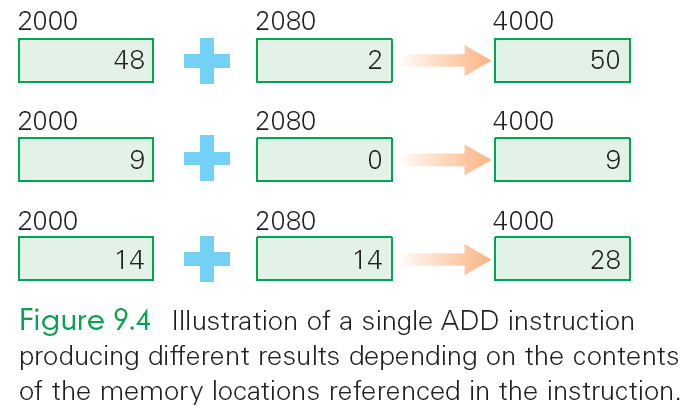 2000 2080 4000
48 + 2 50
2000 2080 4000
9 + 0 9
2000 2080 4000
14 + 14 28
Figure 9.4 Illustration of a single ADD instruction
producing different results depending on the contents
of the memory locations referenced in the instruction.